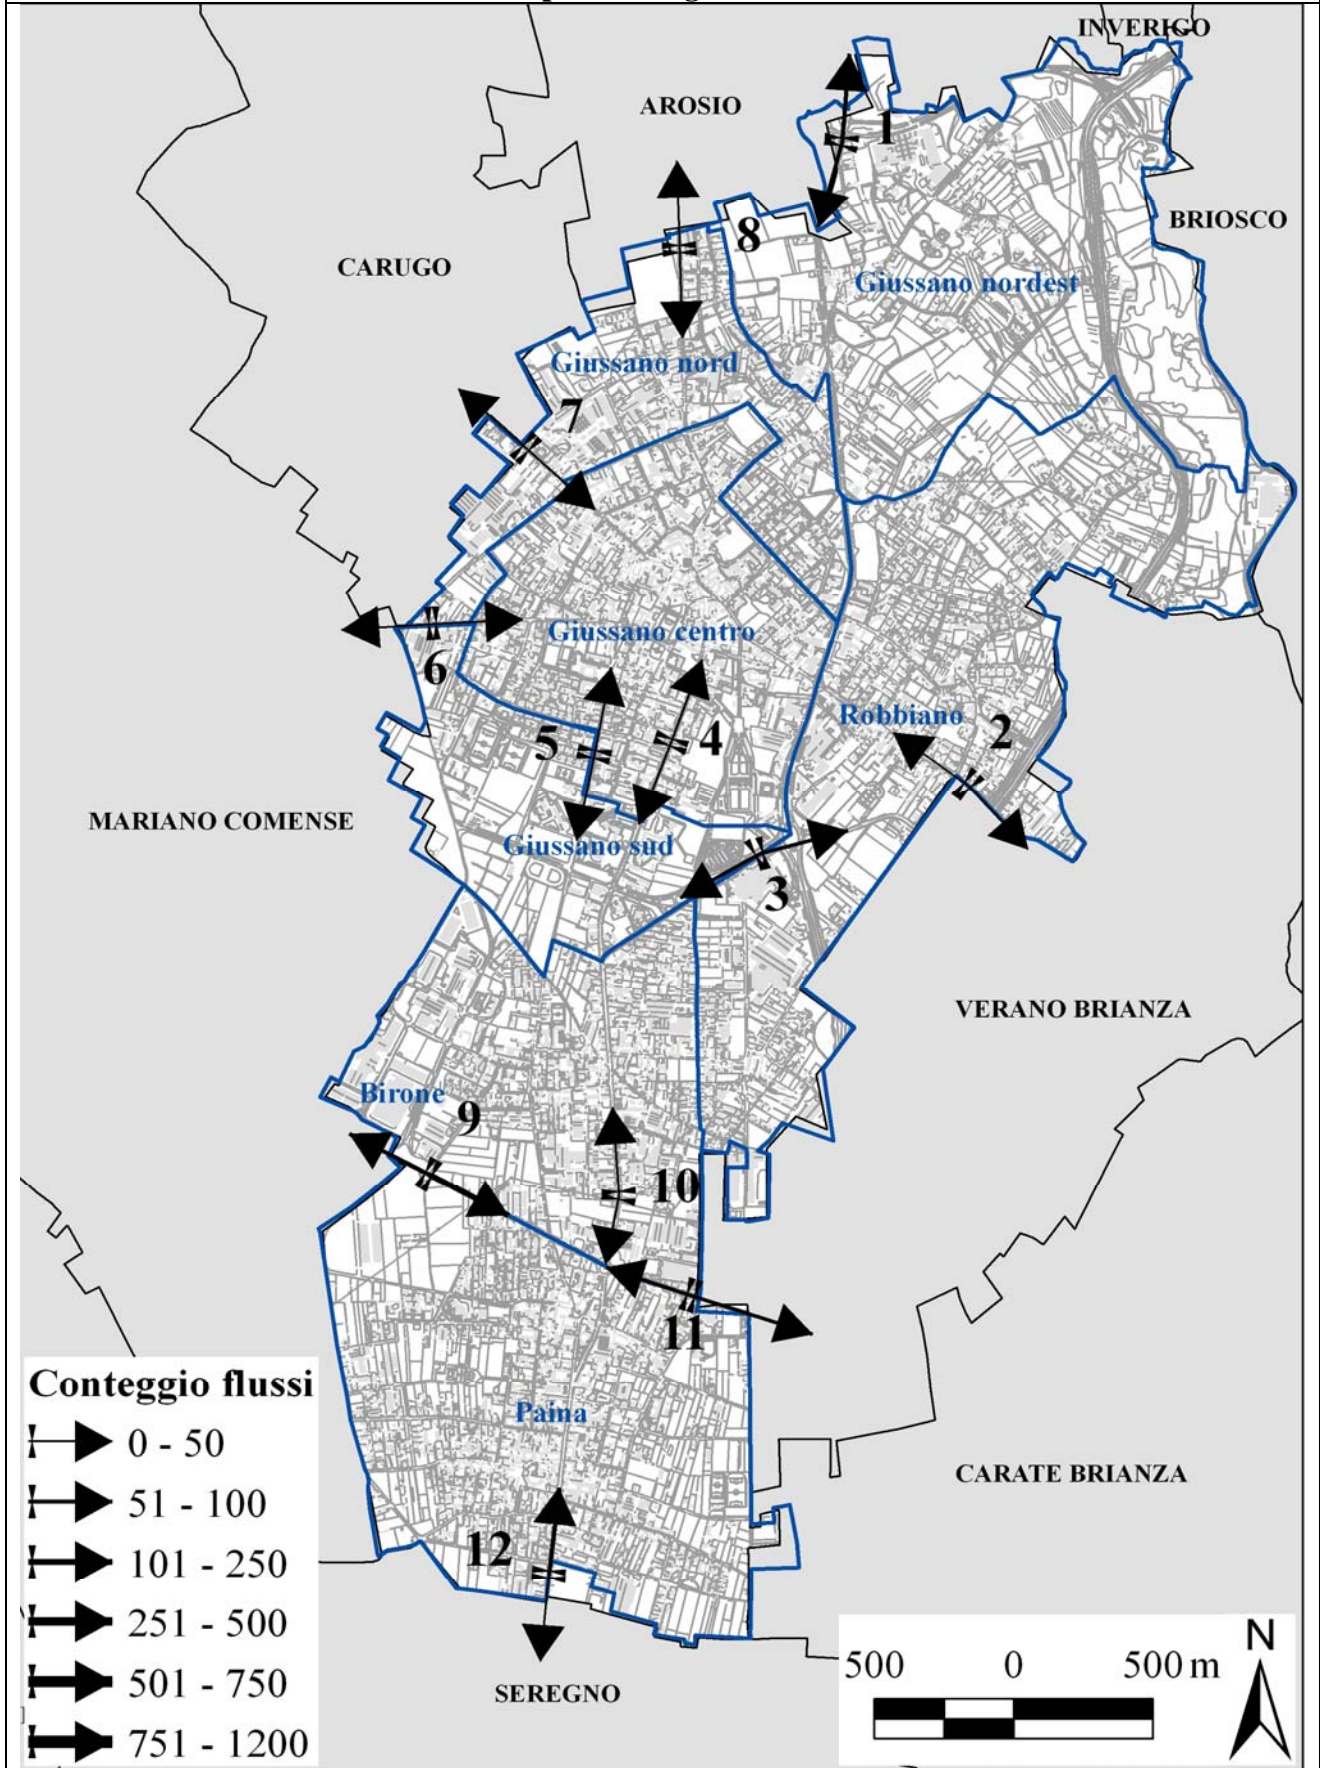 INVERIGO
AROSIO
1
BRIOSCO
8
CARUGO
Giussano nordest
Giussano nord
7
Giussano centro
6
Robbiano
2
5
4
MARIANO COMENSE
Giussano sud
3
VERANO BRIANZA
Birone
9
10
11
Conteggio flussi
0 - 50
51 - 100
101 - 250
251 - 500
501 - 750
751 - 1200
Paina
CARATE BRIANZA
12
SEREGNO
N
500 0 500 m